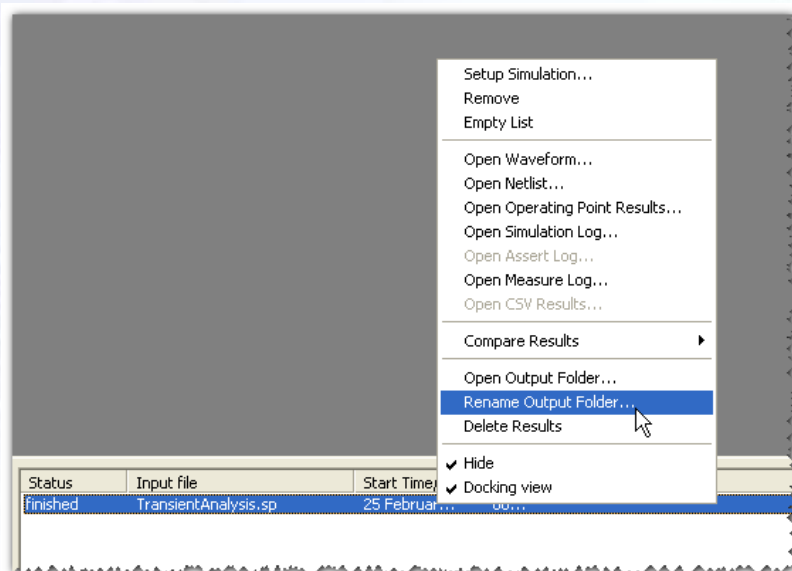 Setup Simulation...
Remove
Empty List
Open Waveform...
Open Netlist...
Open Operating Point Results...
Open Simulation Log...
Open Assert Log...
Open Measure Log...
Open CSV Results...
Compare Results
Open Output Folder...
Rename Output Folder...
Delete Results
Hide
Docking view
Status Input file Start Time/
finished TransientAnalysis.sp 25 Februar...